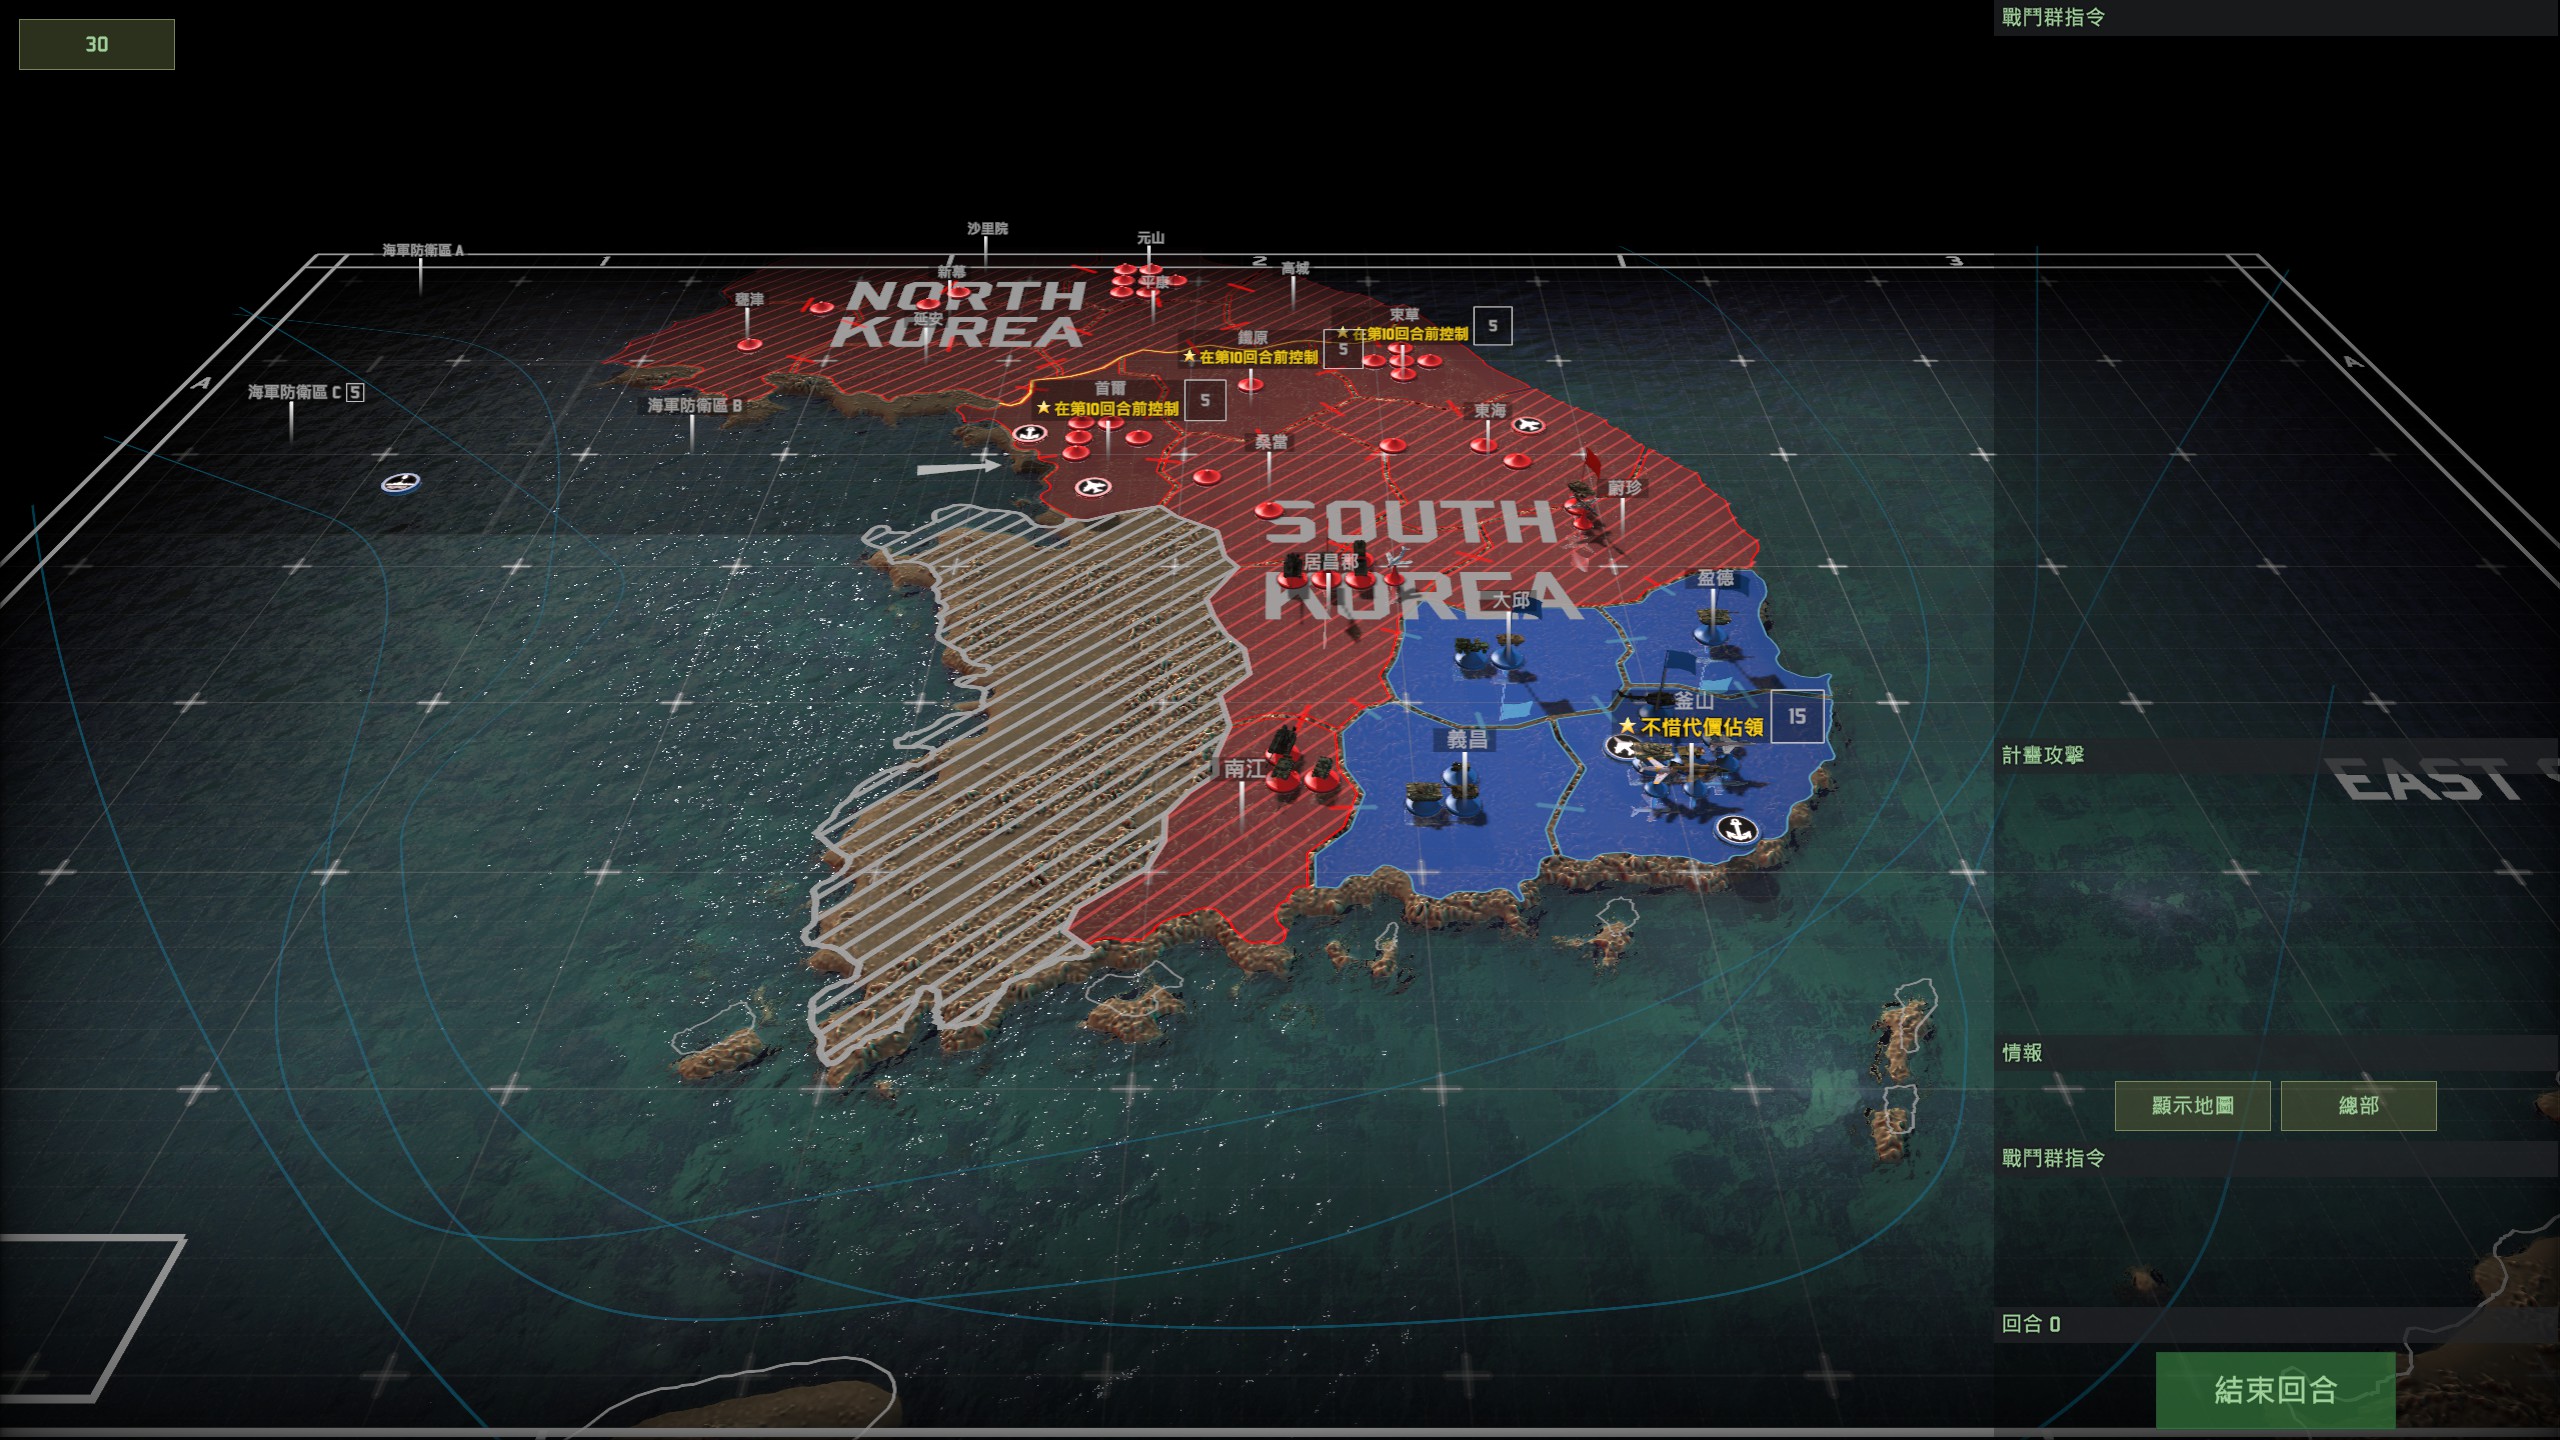 30
戰鬥群指令
沙里院
元山
海軍防衛區 A
1
2
3
新幕
平康
高城
甕津
NORTH
KOREA
延安
東草
★在第10回合前控制
5
鐵原
★在第10回合前控制
5
A
A
海軍防衛區 C 5
海軍防衛區 B
首爾
★在第10回合前控制
5
東海
桑當
蔚珍
SOUTH
KOREA
居昌郡
大邱
盈德
釜山
★不惜代價佔領
15
義昌
南江
計畫攻擊
EAST
情報
顯示地圖
總部
戰鬥群指令
回合 0
結束回合